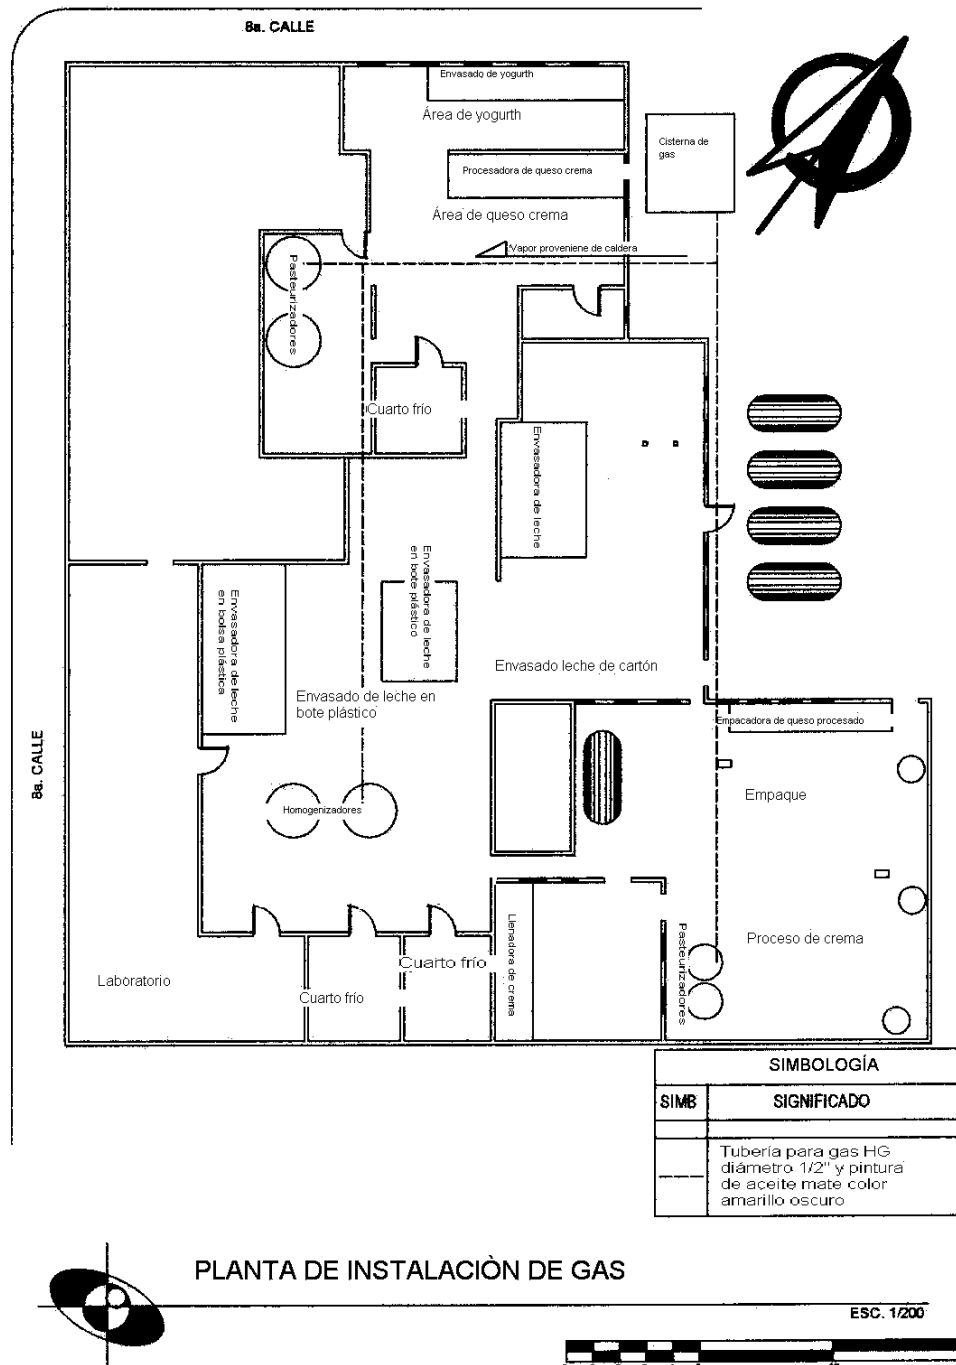 8a. CALLE
Envasado de yogurth
Área de yogurth
Cisterna de
gas
Procesadora de queso crema
Área de queso crema
Vapor proveniene de caldera
Pasteurizadores
Cuarto frío
Envasadora de leche
Envasadora de leche
en bote plástico
Envasadora de leche
en bolsa plástica
Envasado leche de cartón
Envasado de leche en
bote plástico
Empacadora de queso procesado
8a. CALLE
Empaque
Homogenizadores
Llenadora de crema
Pasteurizadores
Proceso de crema
Laboratorio
Cuarto frío
Cuarto frío
SIMBOLOGÍA
SIMB
SIGNIFICADO
Tubería para gas HG
diámetro 1/2" y pintura
de aceite mate color
amarillo oscuro
PLANTA DE INSTALACIÒN DE GAS
ESC. 1/200